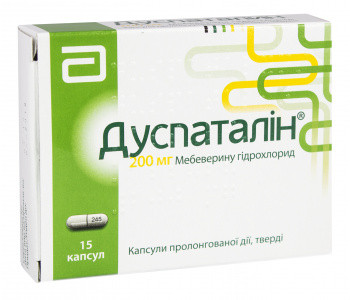 Дуспаталін®
200 мг Мебеверину гідрохлорид
245
15
капсул
Капсули пролонгованої дії, тверді